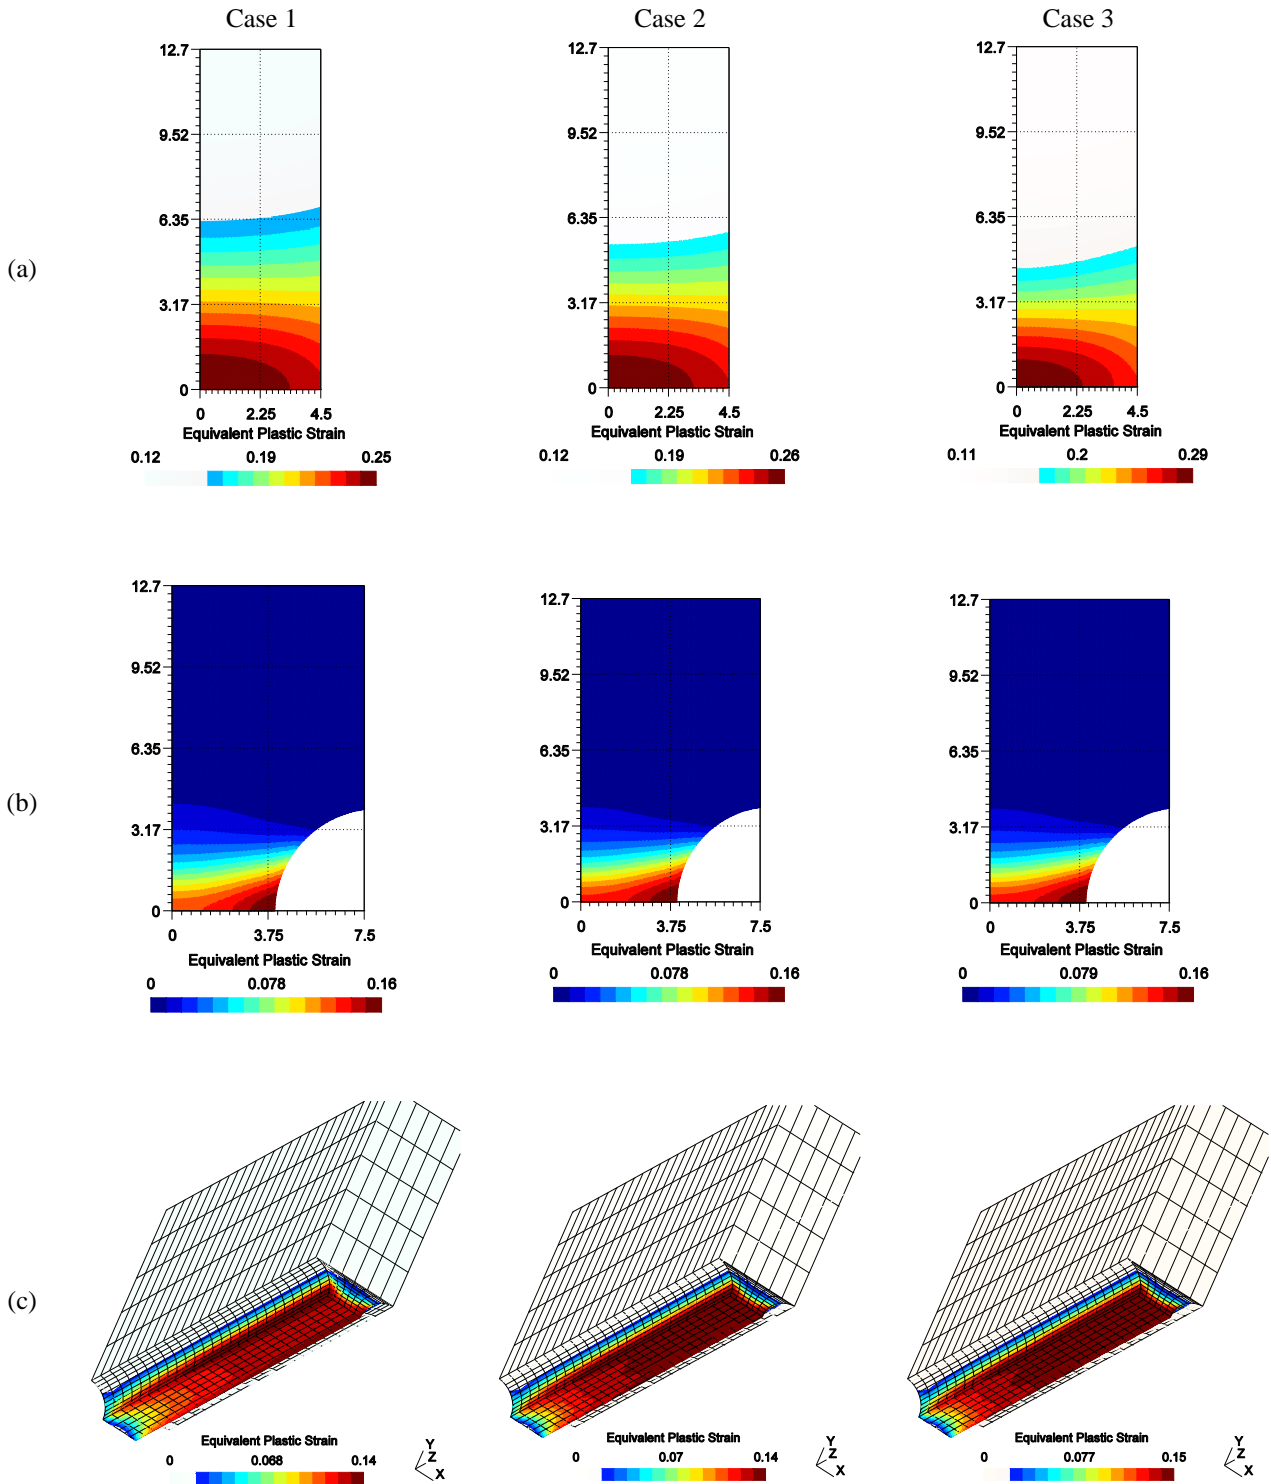 Case 1 Case 2 Case 3
12.7 12.7 12.7
9.52 9.52 9.52
6.35 6.35 6.35
(a)
3.17 3.17 3.17
0 0 0
0 2.25 4.5 0 2.25 4.5 0 2.25 4.5
Equivalent Plastic Strain Equivalent Plastic Strain Equivalent Plastic Strain
0.12 0.19 0.25 0.12 0.19 0.26 0.11 0.2 0.29
12.7 12.7 12.7
9.52 9.52 9.52
6.35 6.35 6.35
(b)
3.17 3.17 3.17
0 0 0
0 3.75 7.5 0 3.75 7.5 0 3.75 7.5
Equivalent Plastic Strain Equivalent Plastic Strain Equivalent Plastic Strain
0 0.078 0.16 0 0.078 0.16 0 0.079 0.16
(c)
Equivalent Plastic Strain Y Equivalent Plastic Strain Y Equivalent Plastic Strain Y
0 0.068 0.14 Z 0 0.07 0.14 Z 0 0.077 0.15 Z
X X X